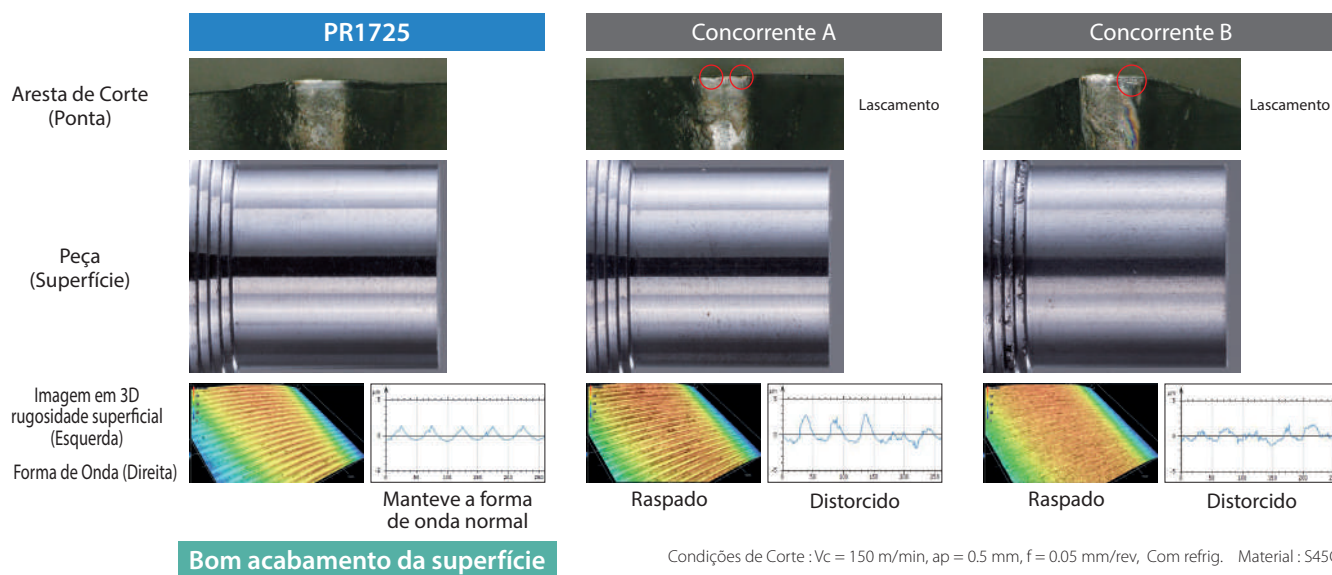 PR1725
Concorrente A
Concorrente B
Aresta de Corte
(Ponta)
Lascamento
Lascamento
Peça
(Superfície)
Imagem em 3D
rugosidade superficial
(Esquerda)
Forma de Onda (Direita)
Manteve a forma
de onda normal
Raspado
Distorcido
Raspado
Distorcido
Bom acabamento da superfície
Condições de Corte : Vc = 150 m/min, ap = 0.5 mm, f = 0.05 mm/rev, Com refrig. Material :